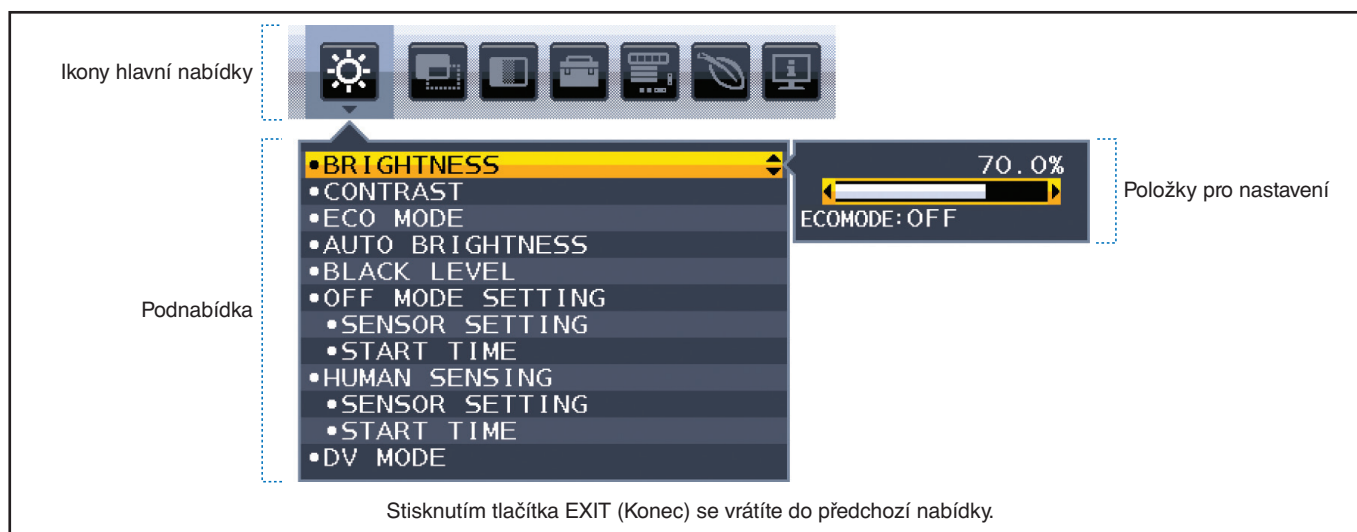 Ikony hlavní nabídky
•BRIGHTNESS
•CONTRAST
•ECO MODE
•AUTO BRIGHTNESS
•BLACK LEVEL
•OFF MODE SETTING
•SENSOR SETTING
•START TIME
•HUMAN SENSING
•SENSOR SETTING
•START TIME
•DV MODE
70.0%
ECOMODE:OFF
Položky pro nastavení
Podnabídka
Stisknutím tlačítka EXIT (Konec) se vrátíte do předchozí nabídky.